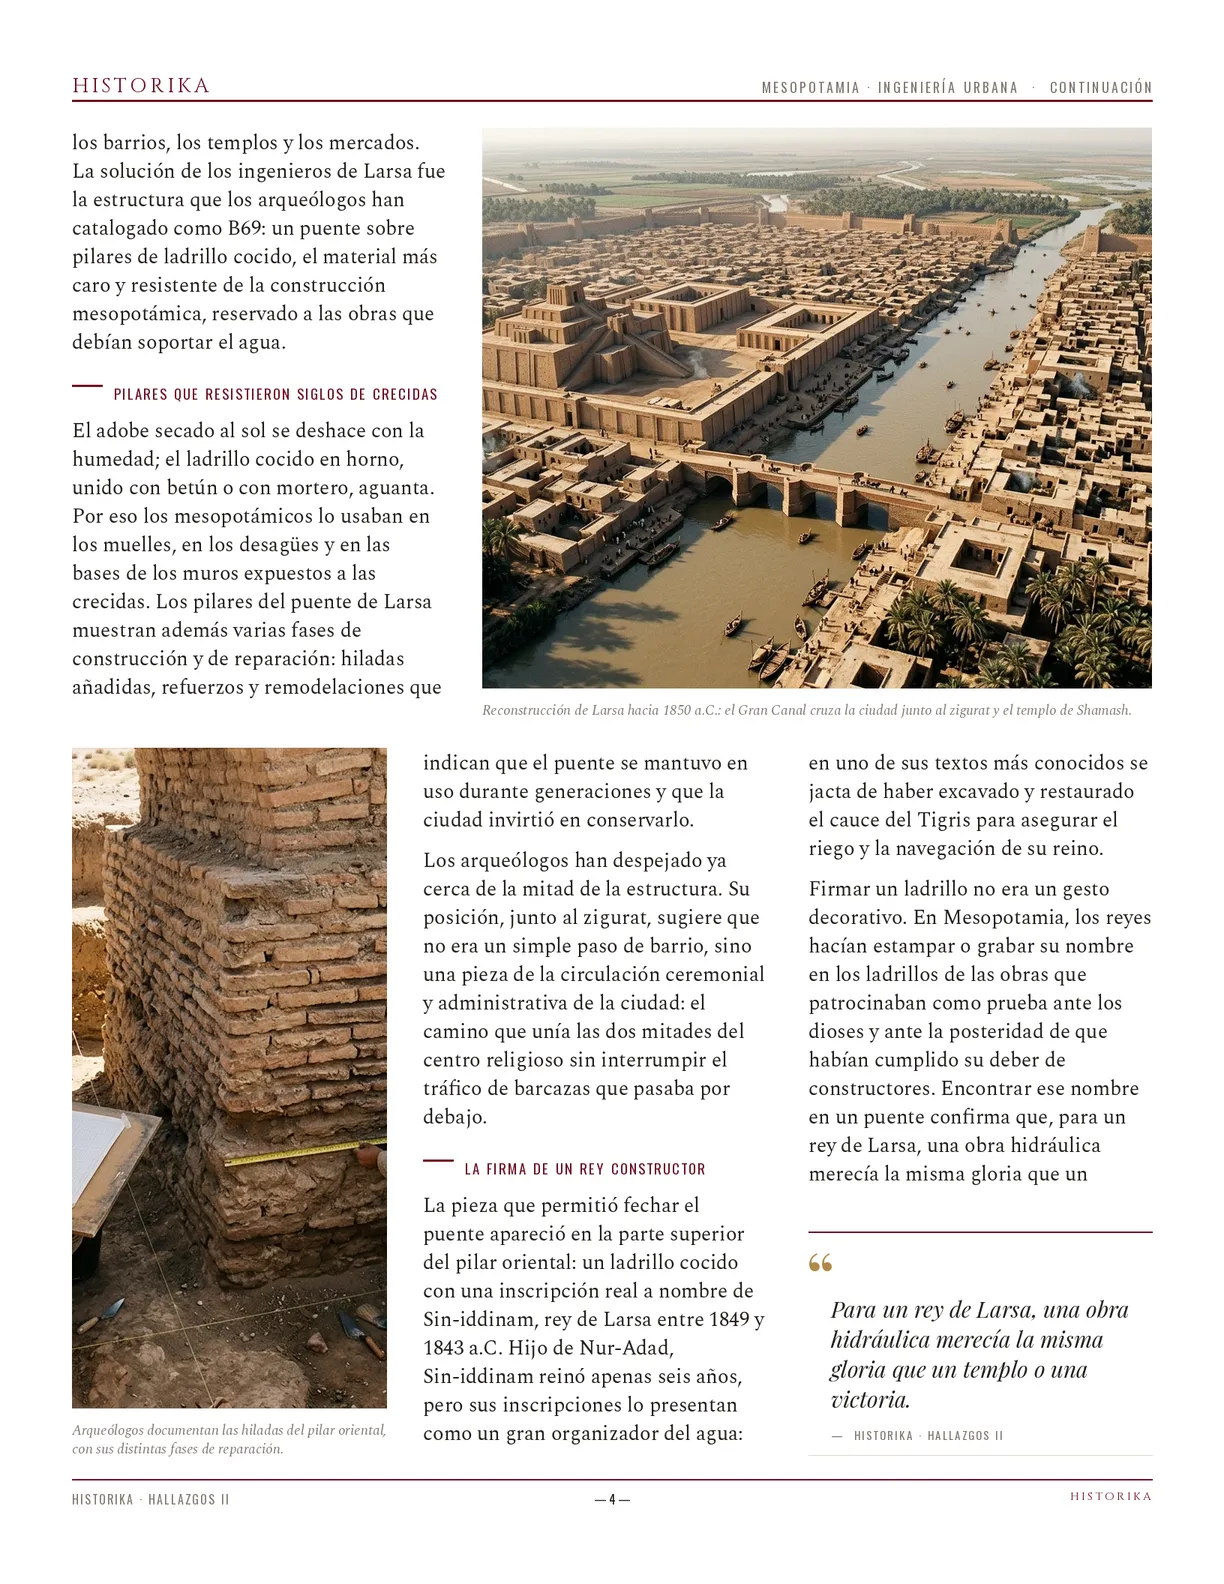 HISTORIKA
MESOPOTAMIA · INGENIERÍA URBANA · CONTINUACIÓN
los barrios, los templos y los mercados.
La solución de los ingenieros de Larsa fue
la estructura que los arqueólogos han
catalogado como B69: un puente sobre
pilares de ladrillo cocido, el material más
caro y resistente de la construcción
mesopotámica, reservado a las obras que
debían soportar el agua.
PILARES QUE RESISTIERON SIGLOS DE CRECIDAS
El adobe secado al sol se deshace con la
humedad; el ladrillo cocido en horno,
unido con betún o con mortero, aguanta.
Por eso los mesopotámicos lo usaban en
los muelles, en los desagües y en las
bases de los muros expuestos a las
crecidas. Los pilares del puente de Larsa
muestran además varias fases de
construcción y de reparación: hiladas
añadidas, refuerzos y remodelaciones que
Reconstrucción de Larsa hacia 1850 a.C.: el Gran Canal cruza la ciudad junto al zigurat y el templo de Shamash.
Arqueólogos documentan las hiladas del pilar oriental,
con sus distintas fases de reparación.
indican que el puente se mantuvo en
uso durante generaciones y que la
ciudad invirtió en conservarlo.
Los arqueólogos han despejado ya
cerca de la mitad de la estructura. Su
posición, junto al zigurat, sugiere que
no era un simple paso de barrio, sino
una pieza de la circulación ceremonial
y administrativa de la ciudad: el
camino que unía las dos mitades del
centro religioso sin interrumpir el
tráfico de barcazas que pasaba por
debajo.
LA FIRMA DE UN REY CONSTRUCTOR
La pieza que permitió fechar el
puente apareció en la parte superior
del pilar oriental: un ladrillo cocido
con una inscripción real a nombre de
Sin-iddinam, rey de Larsa entre 1849 y
1843 a.C. Hijo de Nur-Adad,
Sin-iddinam reinó apenas seis años,
pero sus inscripciones lo presentan
como un gran organizador del agua:
en uno de sus textos más conocidos se
jacta de haber excavado y restaurado
el cauce del Tigris para asegurar el
riego y la navegación de su reino.
Firmar un ladrillo no era un gesto
decorativo. En Mesopotamia, los reyes
hacían estampar o grabar su nombre
en los ladrillos de las obras que
patrocinaban como prueba ante los
dioses y ante la posteridad de que
habían cumplido su deber de
constructores. Encontrar ese nombre
en un puente confirma que, para un
rey de Larsa, una obra hidráulica
merecía la misma gloria que un
“
Para un rey de Larsa, una obra
hidráulica merecía la misma
gloria que un templo o una
victoria.
— HISTORIKA · HALLAZGOS II
HISTORIKA · HALLAZGOS II
— 4 —
HISTORIKA